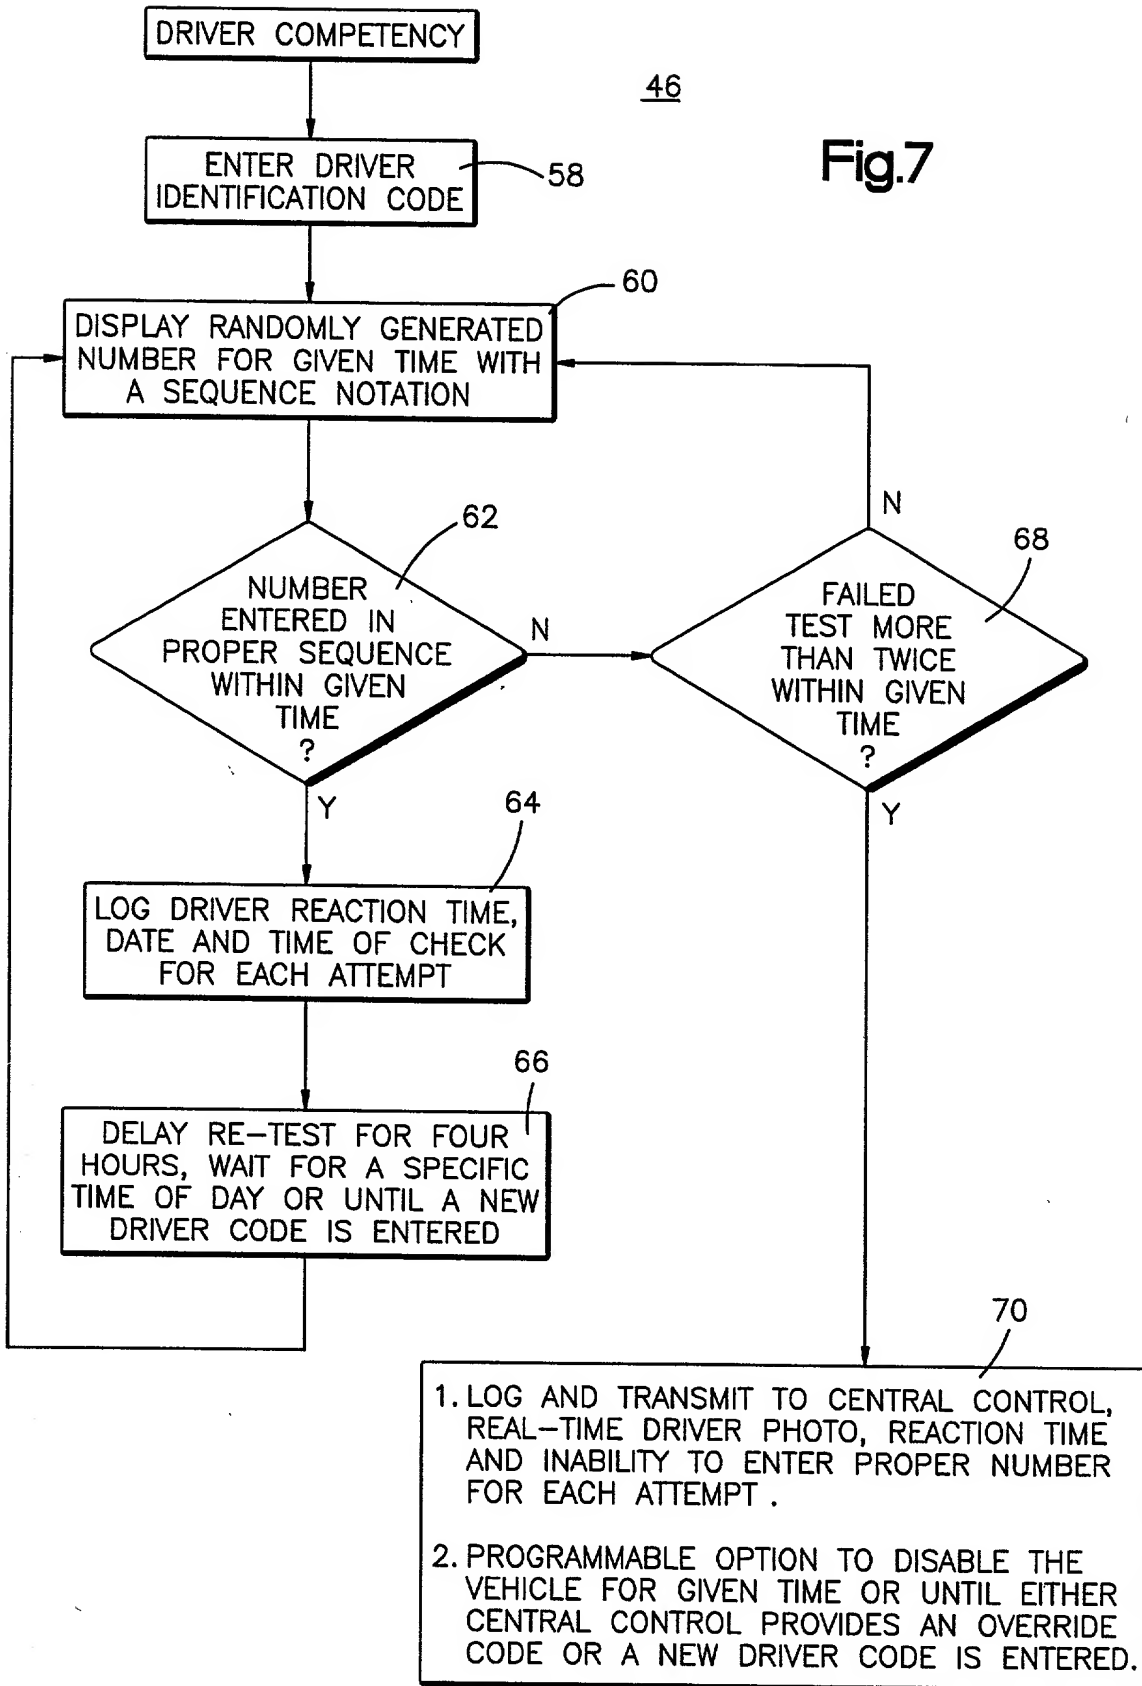 DRIVER COMPETENCY
46
Fig.7
ENTER DRIVER
IDENTIFICATION CODE
58
60
DISPLAY RANDOMLY GENERATED
NUMBER FOR GIVEN TIME WITH
A SEQUENCE NOTATION
62
NUMBER
ENTERED IN
PROPER SEQUENCE
WITHIN GIVEN
TIME
?
N
Y
N
68
FAILED
TEST MORE
THAN TWICE
WITHIN GIVEN
TIME
?
Y
64
LOG DRIVER REACTION TIME,
DATE AND TIME OF CHECK
FOR EACH ATTEMPT
66
DELAY RE-TEST FOR FOUR
HOURS, WAIT FOR A SPECIFIC
TIME OF DAY OR UNTIL A NEW
DRIVER CODE IS ENTERED
70
1. LOG AND TRANSMIT TO CENTRAL CONTROL,
REAL-TIME DRIVER PHOTO, REACTION TIME
AND INABILITY TO ENTER PROPER NUMBER
FOR EACH ATTEMPT .
2. PROGRAMMABLE OPTION TO DISABLE THE
VEHICLE FOR GIVEN TIME OR UNTIL EITHER
CENTRAL CONTROL PROVIDES AN OVERRIDE
CODE OR A NEW DRIVER CODE IS ENTERED.